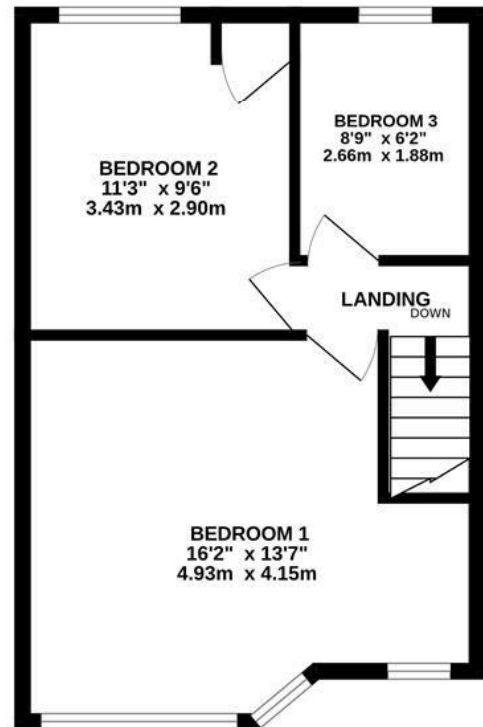 BEDROOM 2
11'3" x 9'6"
3.43m x 2.90m
BEDROOM 3
8'9" x 6'2"
2.66m x 1.88m
LANDING
DOWN
BEDROOM 1
16'2" x 13'7"
4.93m x 4.15m